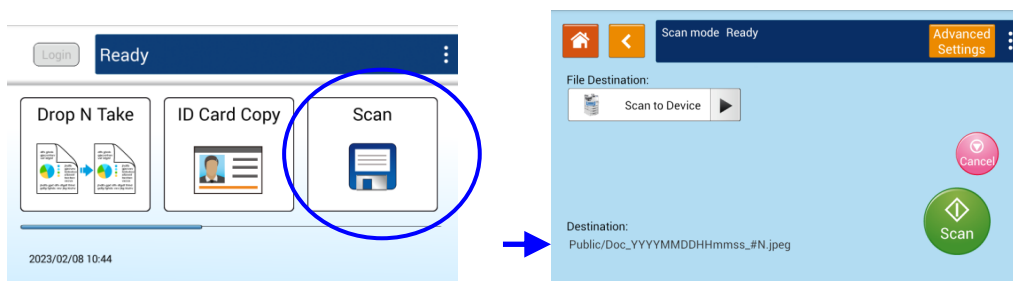 Login
Ready
Drop N Take
ID Card Copy
Scan
2023/02/08 10:44
Scan mode Ready
Advanced
Settings
File Destination:
Scan to Device
Cancel
Scan
Destination:
Public/Doc_YYYYMMDDHHmmss_#N.jpeg